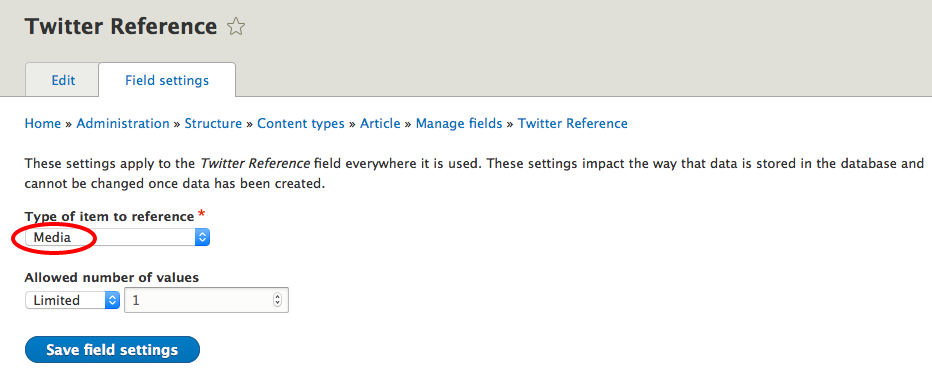 Twitter Reference
Edit
Field settings
Home » Administration » Structure » Content types » Article » Manage fields » Twitter Reference
These settings apply to the Twitter Reference field everywhere it is used. These settings impact the way that data is stored in the database and
cannot be changed once data has been created.
Type of item to reference *
Media
Allowed number of values
Limited 1
Save field settings